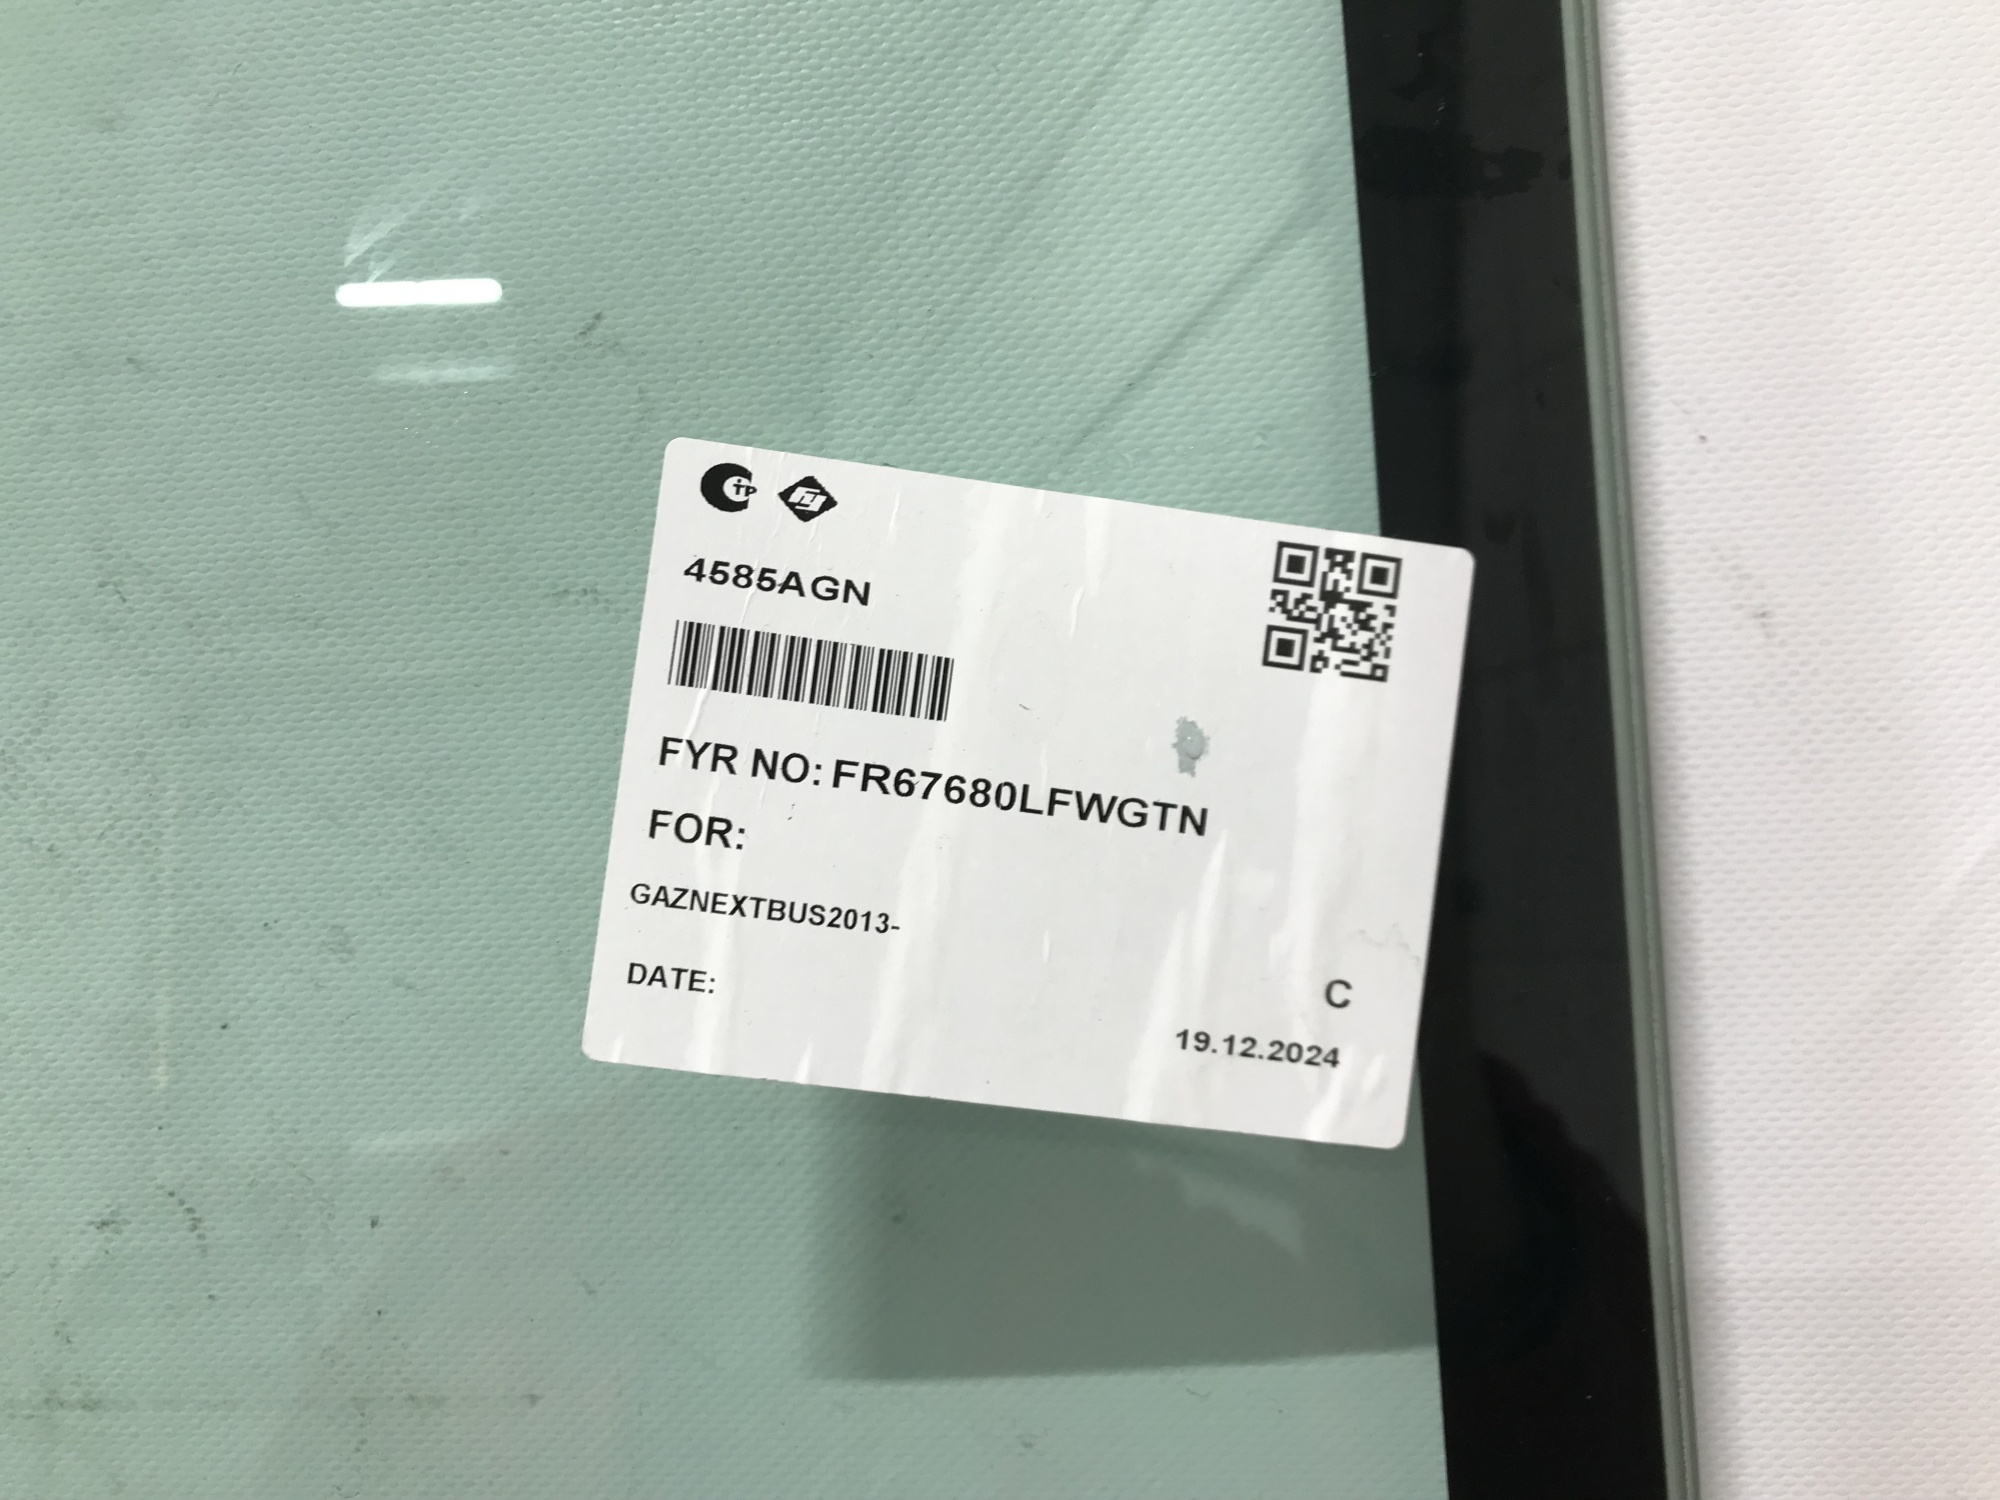 4585AGN
FYR NO: FR67680LFWGTN
FOR:
GAZNEXTBUS2013-
C
DATE:
19.12.2024